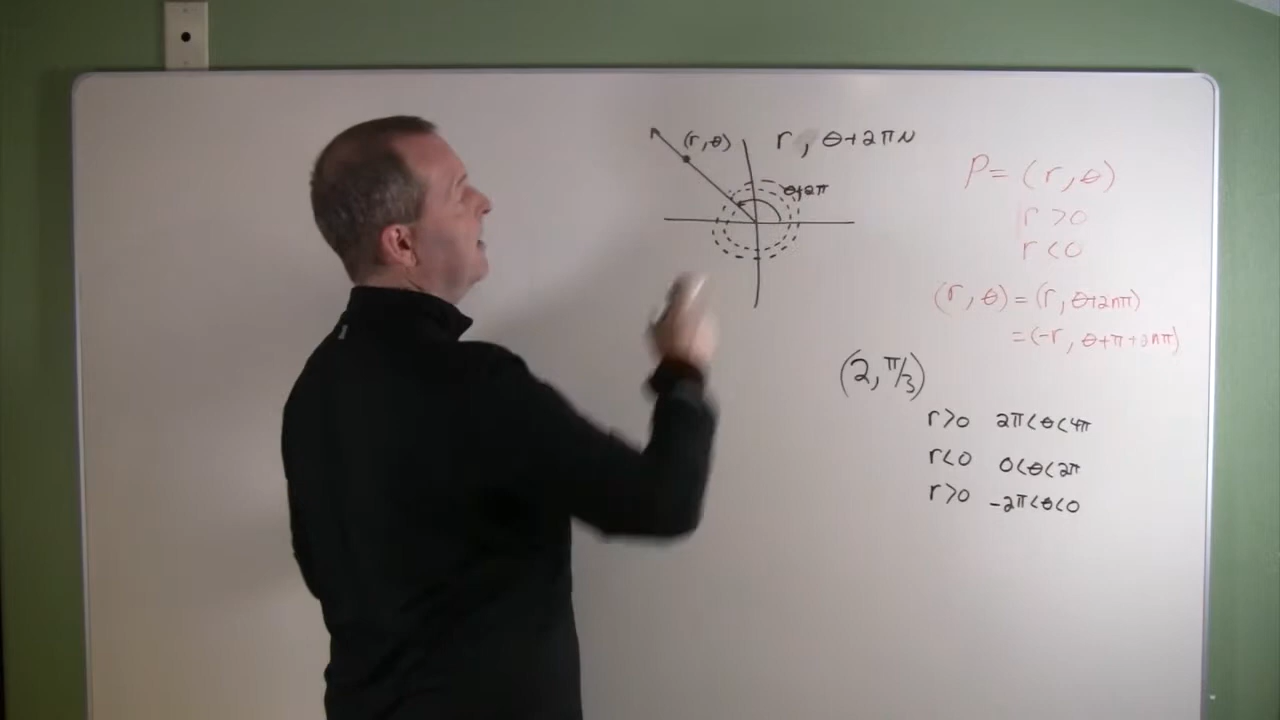 (r, θ)
r, θ+2πN
θ+2π
P = (r, θ)
r >0
r <0
(r, θ) = (r, θ+2nπ)
= (-r, θ+π+2nπ)
(2, π/3)
r>0 2π<θ<4π
r<0 0<θ<2π
r>0 -2π<θ<0